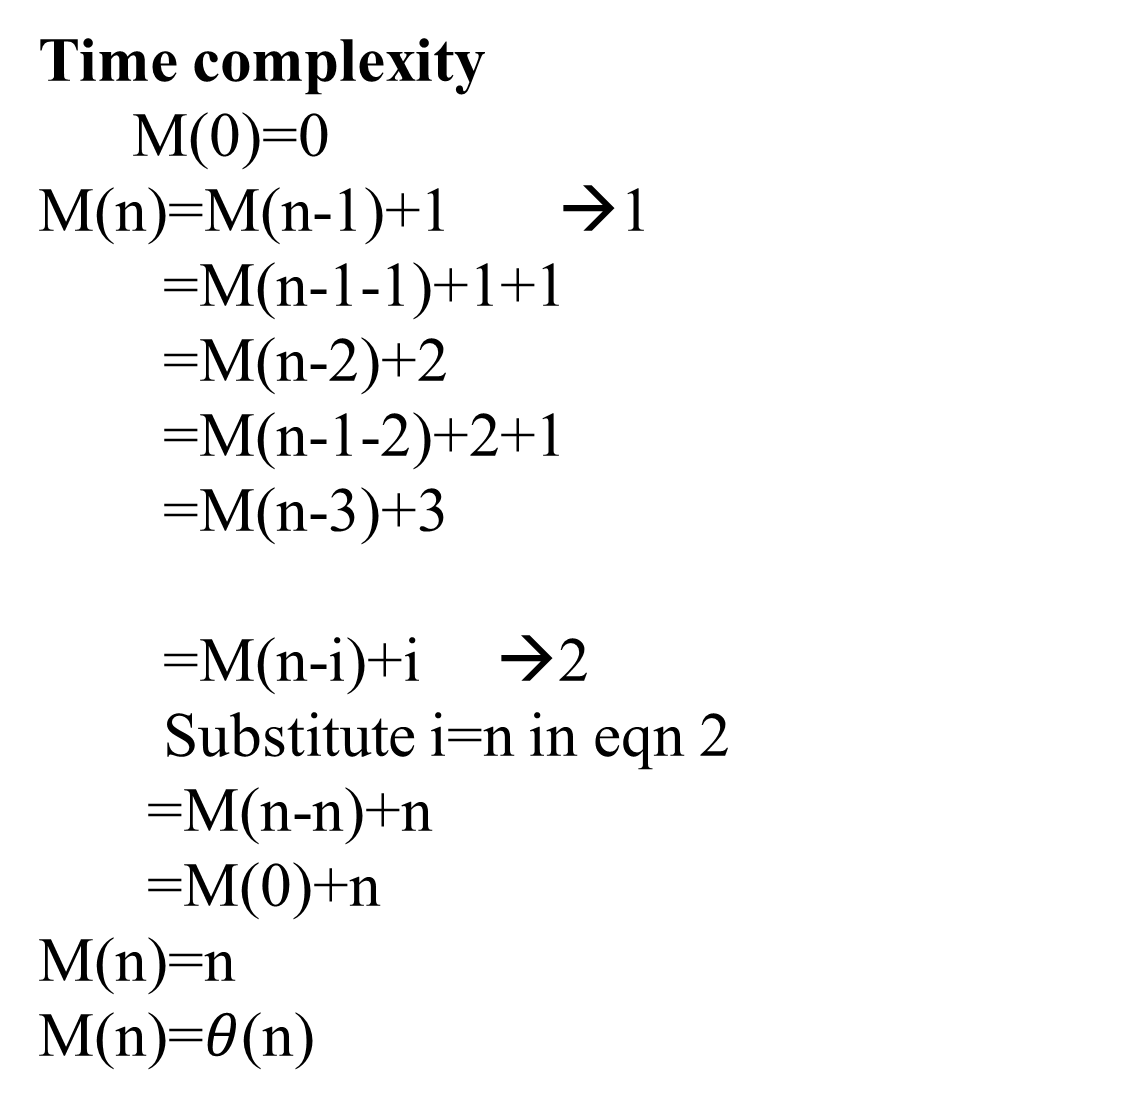 Time complexity
M(0)=0
M(n)=M(n-1)+1 →1
=M(n-1-1)+1+1
=M(n-2)+2
=M(n-1-2)+2+1
=M(n-3)+3
=M(n-i)+i →2
Substitute i=n in eqn 2
=M(n-n)+n
=M(0)+n
M(n)=n
M(n)=θ(n)